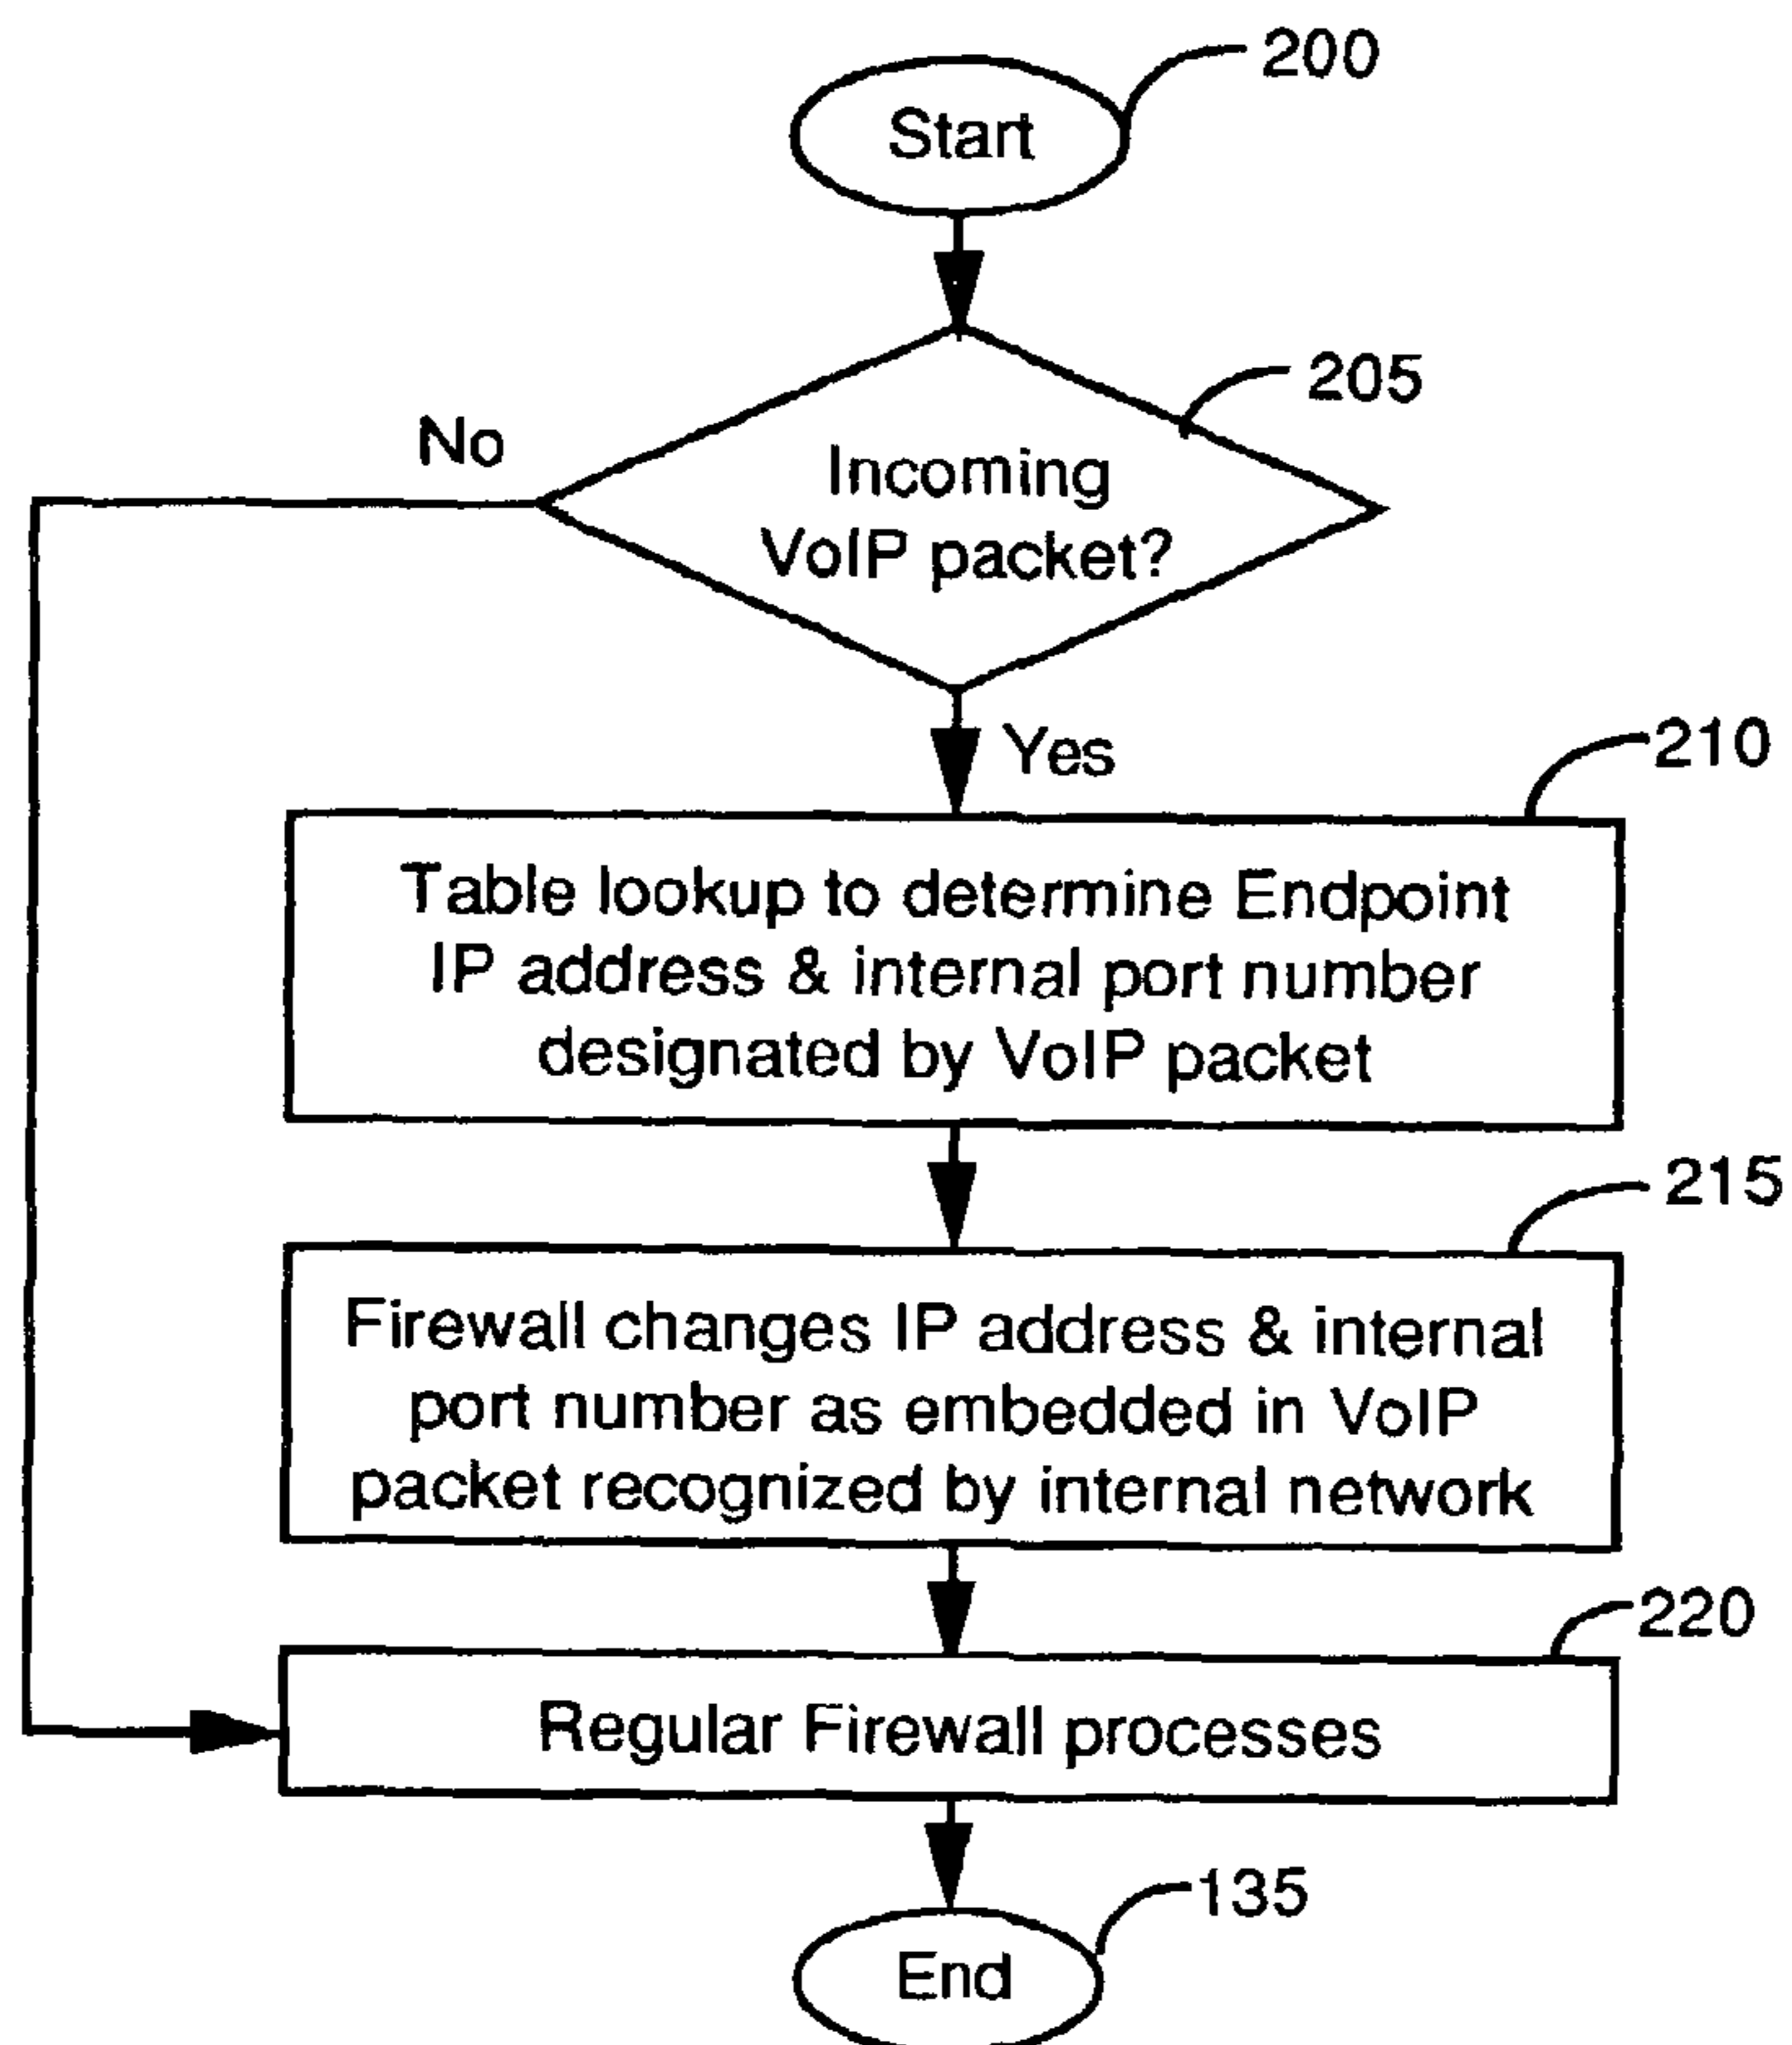 200
Start
205
No
Incoming
VoIP packet?
Yes
210
Table lookup to determine Endpoint
IP address & internal port number
designated by VoIP packet
215
Firewall changes IP address & internal
port number as embedded in VoIP
packet recognized by internal network
220
Regular Firewall processes
135
End